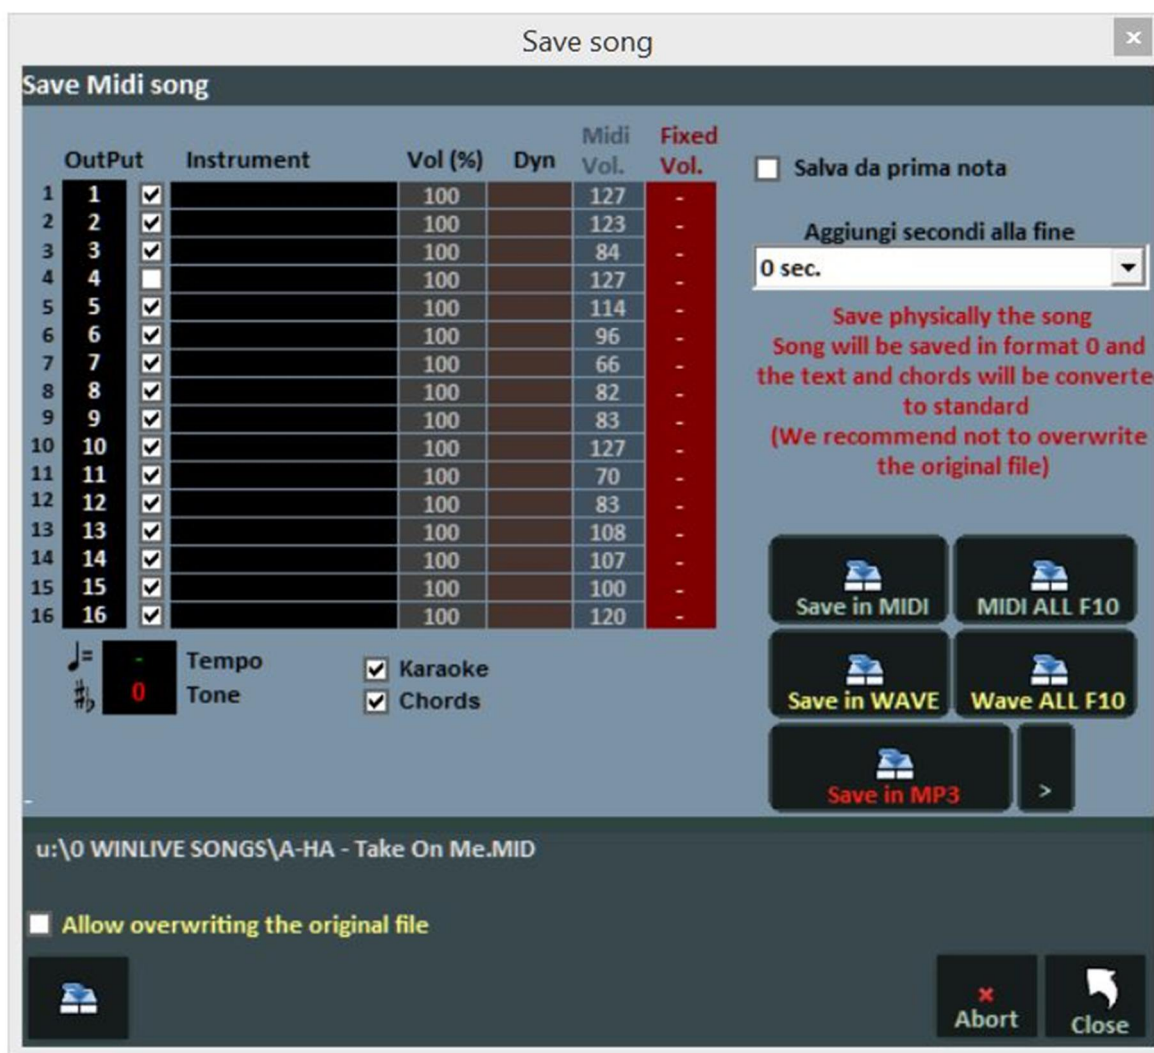 Save song
Save Midi song
OutPut Instrument Vol (%) Dyn Midi Vol. Fixed Vol.
1 1 100 127 -
2 2 100 123 -
3 3 100 84 -
4 4 100 127 -
5 5 100 114 -
6 6 100 96 -
7 7 100 66 -
8 8 100 82 -
9 9 100 83 -
10 10 100 127 -
11 11 100 70 -
12 12 100 83 -
13 13 100 108 -
14 14 100 107 -
15 15 100 100 -
16 16 100 120 -
♩= - Tempo
♯♭ 0 Tone
Karaoke
Chords
Salva da prima nota
Aggiungi secondi alla fine
0 sec.
Save physically the song
Song will be saved in format 0 and
the text and chords will be converte
to standard
(We recommend not to overwrite
the original file)
Save in MIDI
MIDI ALL F10
Save in WAVE
Wave ALL F10
Save in MP3
>
-
u:\0 WINLIVE SONGS\A-HA - Take On Me.MID
Allow overwriting the original file
Abort
Close